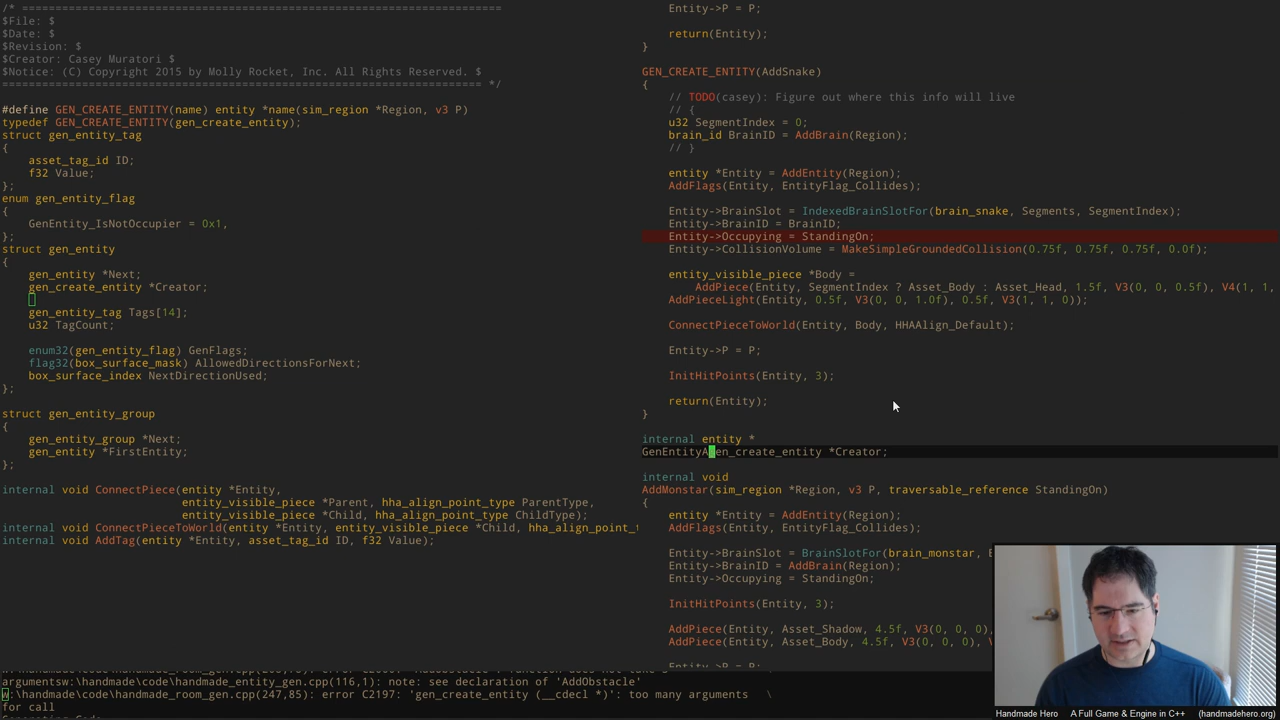 /* ========================================================================
$File: $
$Date: $
$Revision: $
$Creator: Casey Muratori $
$Notice: (C) Copyright 2015 by Molly Rocket, Inc. All Rights Reserved. $
======================================================================== */
#define GEN_CREATE_ENTITY(name) entity *name(sim_region *Region, v3 P)
typedef GEN_CREATE_ENTITY(gen_create_entity);
struct gen_entity_tag
{
asset_tag_id ID;
f32 Value;
};
enum gen_entity_flag
{
GenEntity_IsNotOccupier = 0x1,
};
struct gen_entity
{
gen_entity *Next;
gen_create_entity *Creator;
gen_entity_tag Tags[14];
u32 TagCount;
enum32(gen_entity_flag) GenFlags;
flag32(box_surface_mask) AllowedDirectionsForNext;
box_surface_index NextDirectionUsed;
};
struct gen_entity_group
{
gen_entity_group *Next;
gen_entity *FirstEntity;
};
internal void ConnectPiece(entity *Entity,
entity_visible_piece *Parent, hha_align_point_type ParentType,
entity_visible_piece *Child, hha_align_point_type ChildType);
internal void ConnectPieceToWorld(entity *Entity, entity_visible_piece *Child, hha_align_point_t
internal void AddTag(entity *Entity, asset_tag_id ID, f32 Value);
Entity->P = P;
return(Entity);
}
GEN_CREATE_ENTITY(AddSnake)
{
// TODO(casey): Figure out where this info will live
// {
u32 SegmentIndex = 0;
brain_id BrainID = AddBrain(Region);
// }
entity *Entity = AddEntity(Region);
AddFlags(Entity, EntityFlag_Collides);
Entity->BrainSlot = IndexedBrainSlotFor(brain_snake, Segments, SegmentIndex);
Entity->BrainID = BrainID;
Entity->Occupying = StandingOn;
Entity->CollisionVolume = MakeSimpleGroundedCollision(0.75f, 0.75f, 0.75f, 0.0f);
entity_visible_piece *Body =
AddPiece(Entity, SegmentIndex ? Asset_Body : Asset_Head, 1.5f, V3(0, 0, 0.5f), V4(1, 1,
AddPieceLight(Entity, 0.5f, V3(0, 0, 1.0f), 0.5f, V3(1, 1, 0));
ConnectPieceToWorld(Entity, Body, HHAAlign_Default);
Entity->P = P;
InitHitPoints(Entity, 3);
return(Entity);
}
internal entity *
GenEntityAgen_create_entity *Creator;
internal void
AddMonstar(sim_region *Region, v3 P, traversable_reference StandingOn)
{
entity *Entity = AddEntity(Region);
AddFlags(Entity, EntityFlag_Collides);
Entity->BrainSlot = BrainSlotFor(brain_monstar,
Entity->BrainID = AddBrain(Region);
Entity->Occupying = StandingOn;
InitHitPoints(Entity, 3);
AddPiece(Entity, Asset_Shadow, 4.5f, V3(0, 0, 0),
AddPiece(Entity, Asset_Body, 4.5f, V3(0, 0, 0),
argumentsw:\handmade\code\handmade_entity_gen.cpp(116,1): note: see declaration of 'AddObstacle'
w:\handmade\code\handmade_room_gen.cpp(247,85): error C2197: 'gen_create_entity (__cdecl *)': too many arguments \
for call
Handmade Hero A Full Game & Engine in C++ (handmadehero.org)